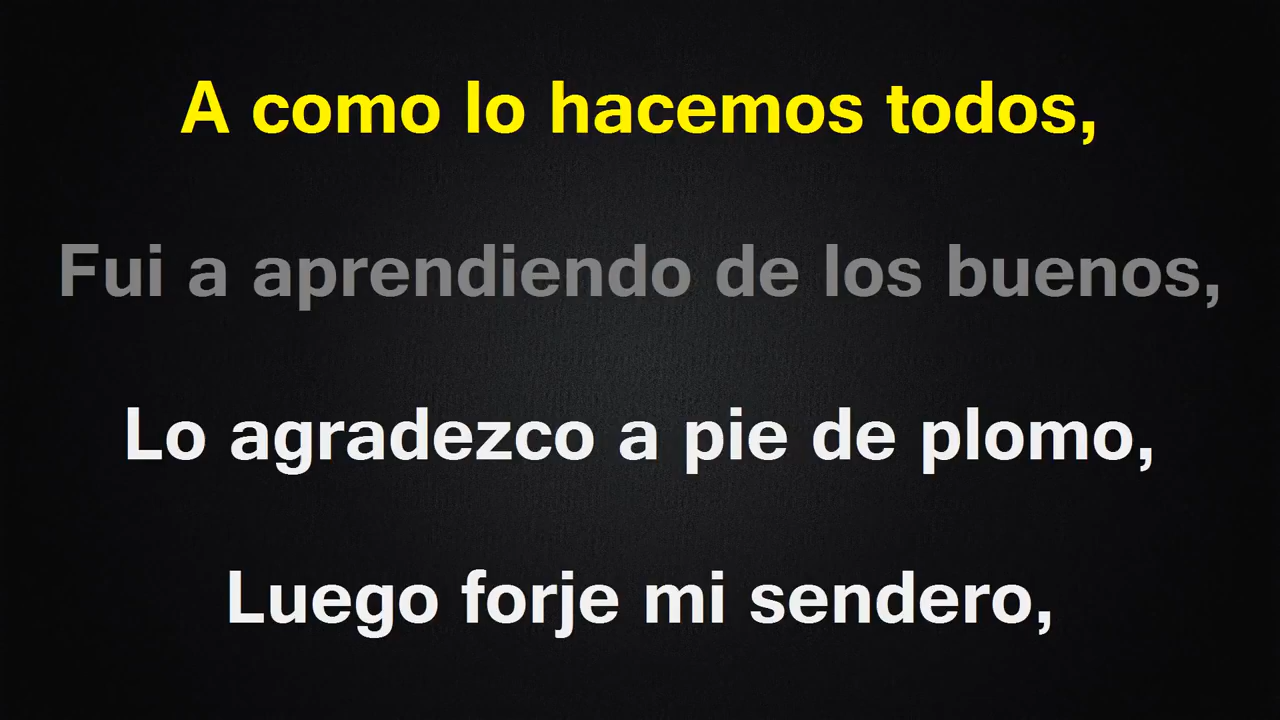 A como lo hacemos todos,
Fui a aprendiendo de los buenos,
Lo agradezco a pie de plomo,
Luego forje mi sendero,